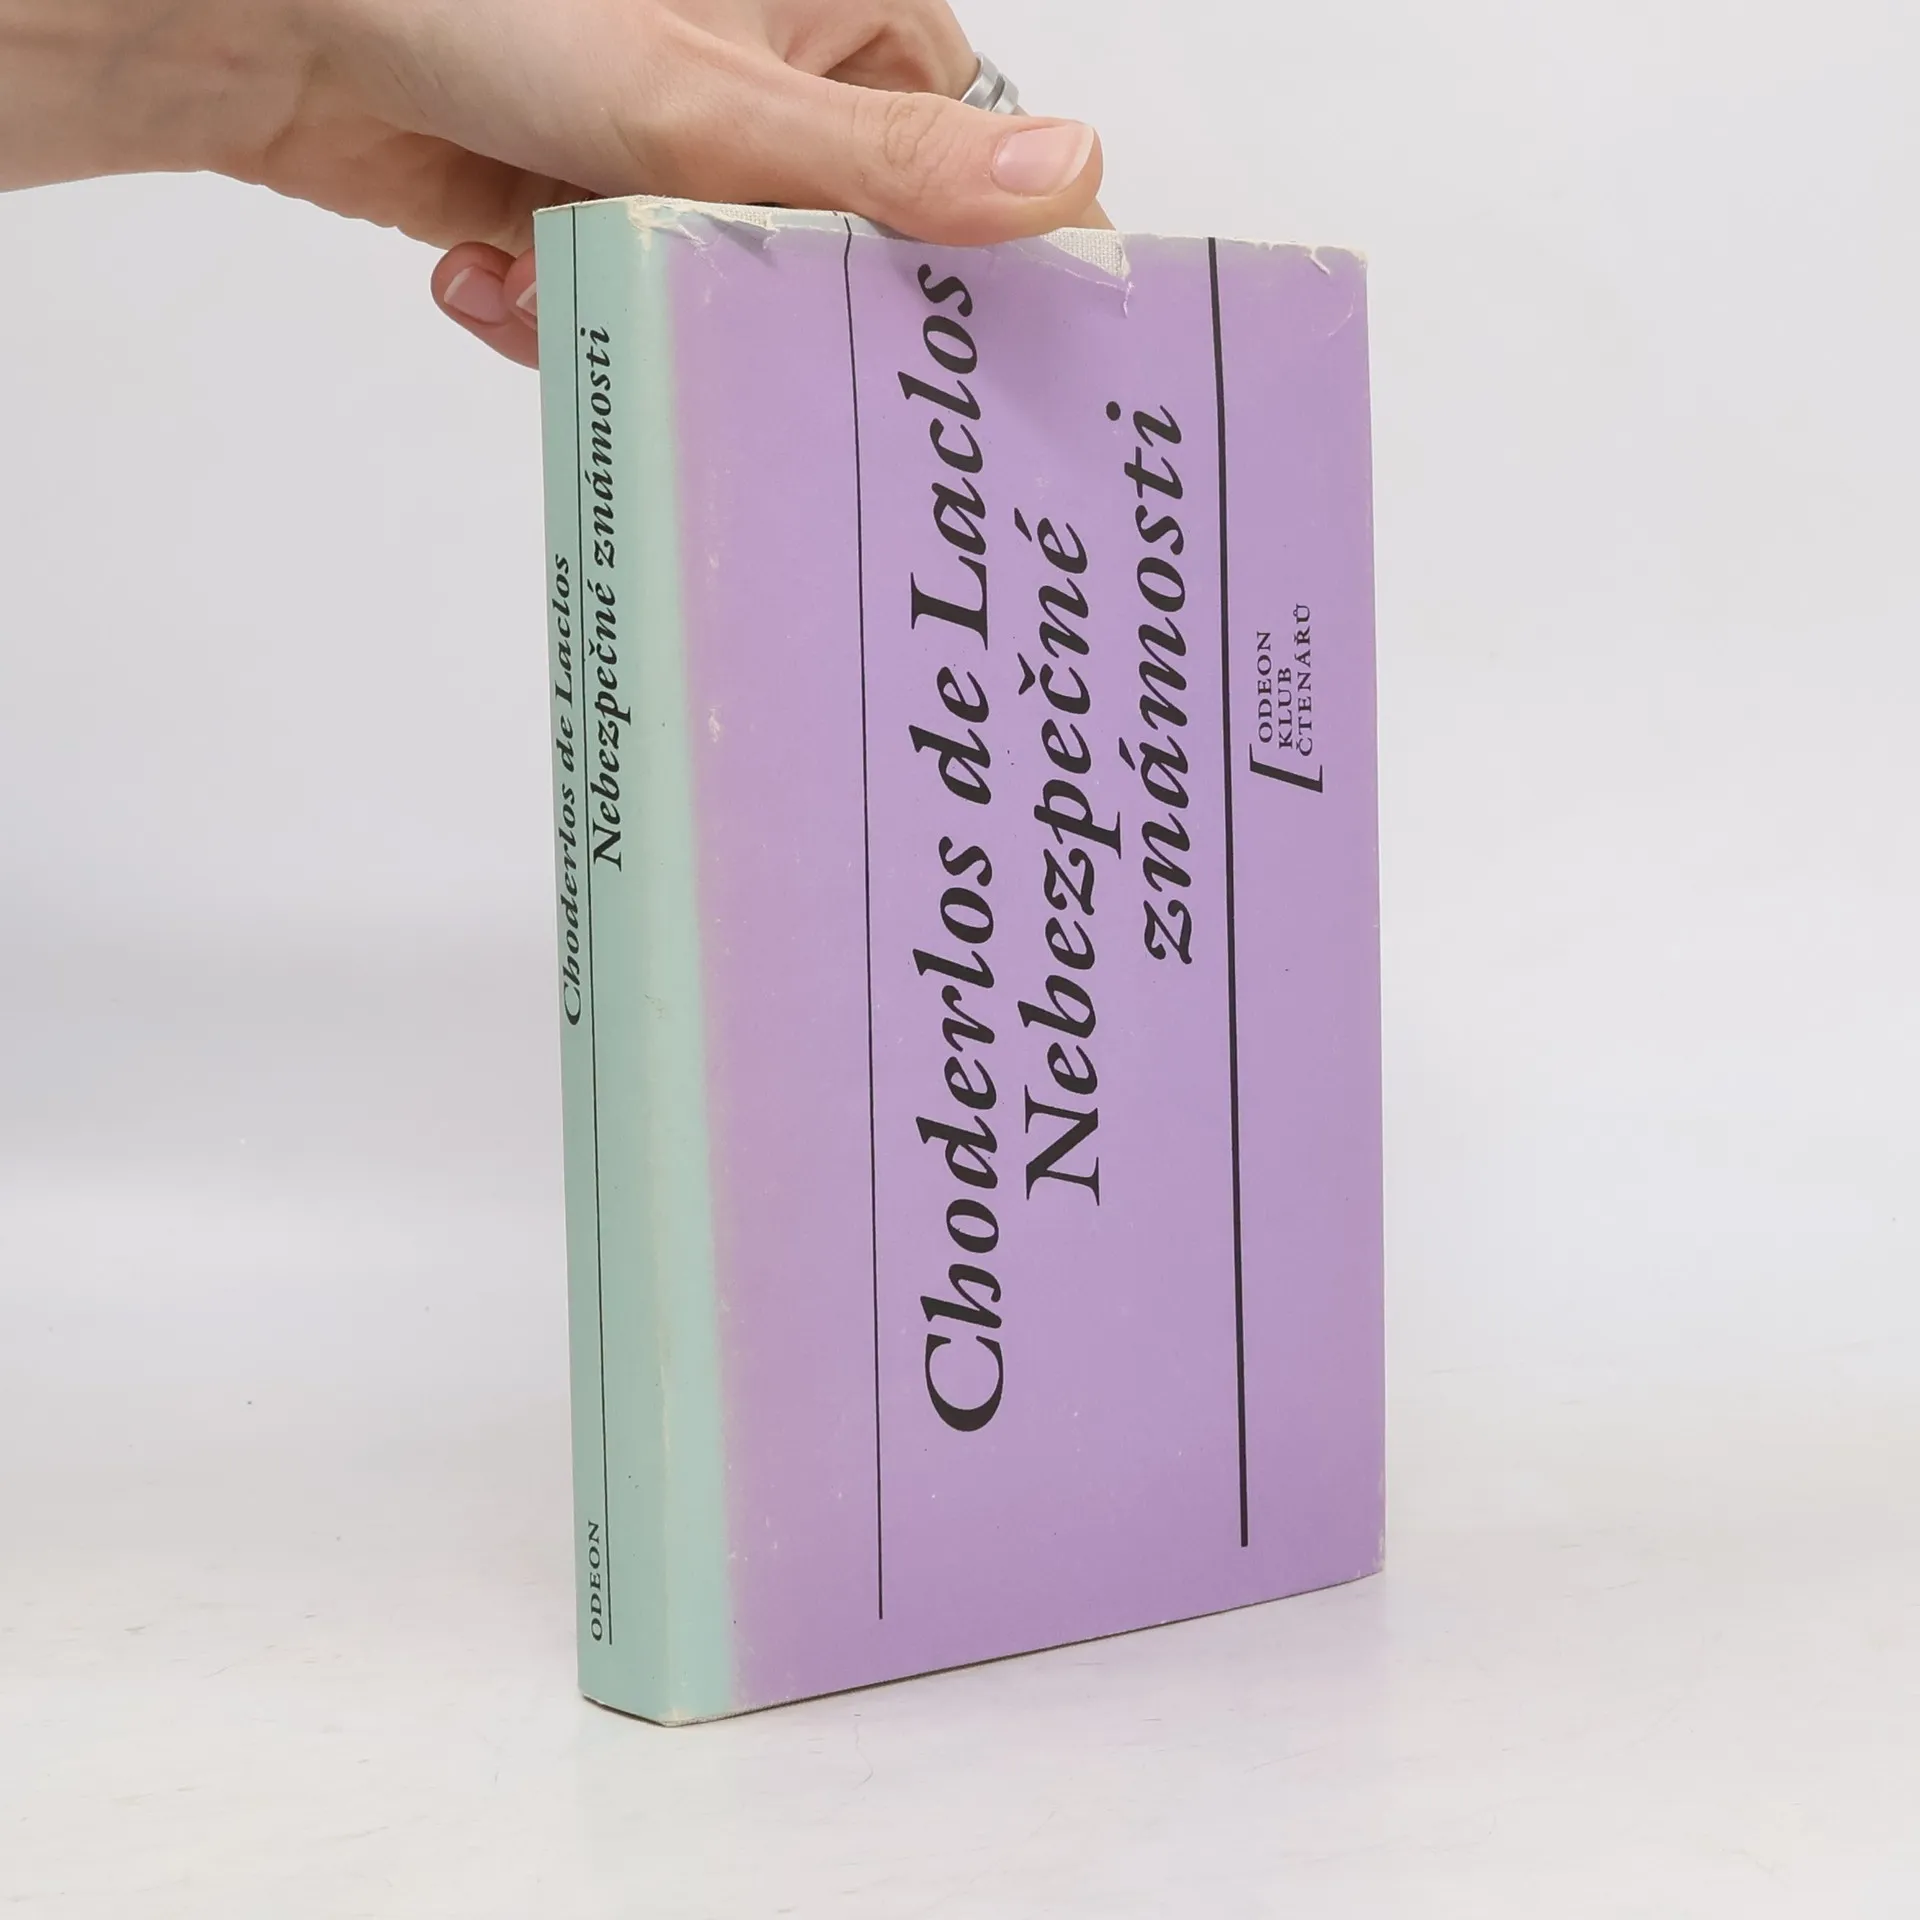 Choderlos de Laclos
Nebezpečné známosti
ODEON
Choderlos de Laclos
Nebezpečné
známosti
ODEON
KLUB
ČTENÁŘŮ